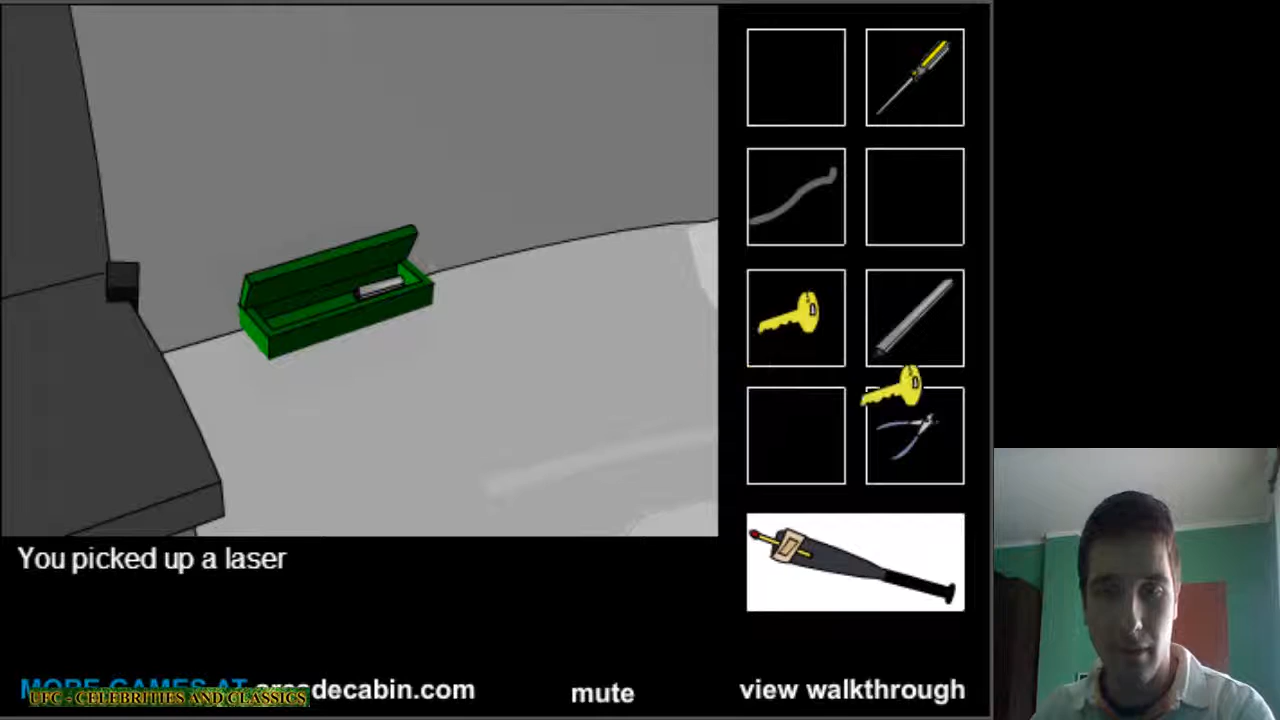 You picked up a laser
MORE GAMES AT arcadecabin.com
UFC - CELEBRITIES AND CLASSICS
mute
view walkthrough